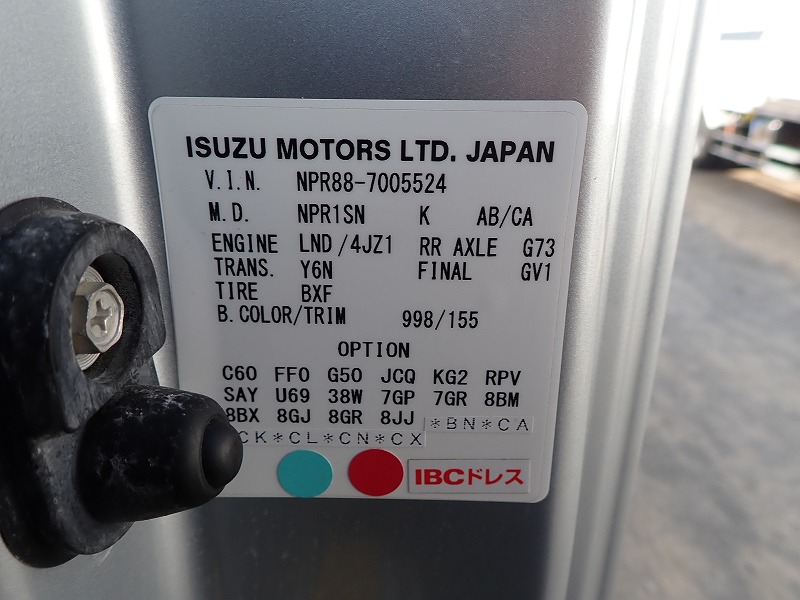 ISUZU MOTORS LTD. JAPAN
V.I.N. NPR88-7005524
M.D. NPR1SN K AB/CA
ENGINE LND/4JZ1 RR AXLE G73
TRANS. Y6N FINAL GV1
TIRE BXF
B.COLOR/TRIM 998/155
OPTION
C60 FF0 G50 JCQ KG2 RPV
SAY U69 38W 7GP 7GR 8BM
8BX 8GJ 8GR 8JJ *BN*CA
CK*CL*CN*CX
IBCドレス